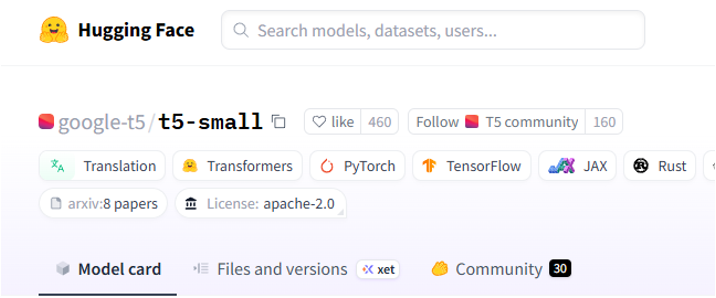 Hugging Face Search models, datasets, users...
google-t5/t5-small like 460 Follow T5 community 160
Translation Transformers PyTorch TensorFlow JAX Rust
arxiv:8 papers License: apache-2.0
Model card Files and versions xet Community 30